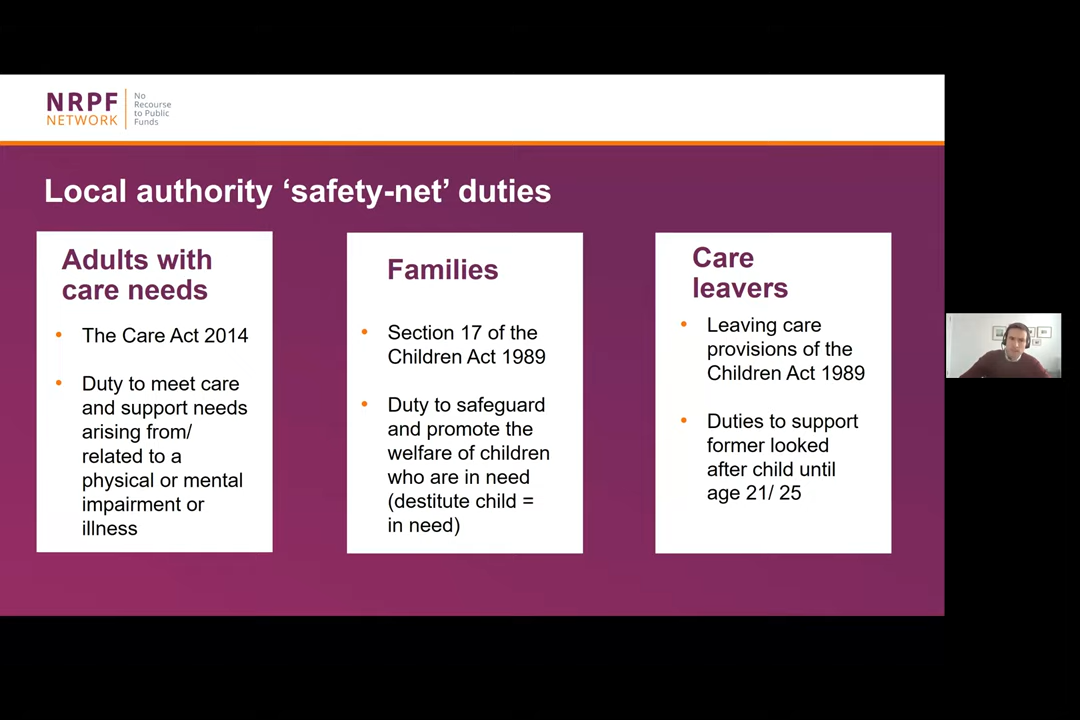 NRPF
NETWORK
No
Recourse
to Public
Funds
Local authority ‘safety-net’ duties
Adults with
care needs
• The Care Act 2014
• Duty to meet care
and support needs
arising from/
related to a
physical or mental
impairment or
illness
Families
• Section 17 of the
Children Act 1989
• Duty to safeguard
and promote the
welfare of children
who are in need
(destitute child =
in need)
Care
leavers
• Leaving care
provisions of the
Children Act 1989
• Duties to support
former looked
after child until
age 21/ 25